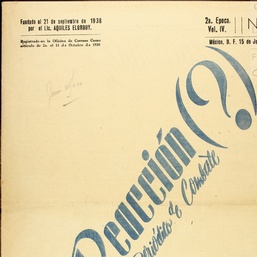 Fundado el 21 de septiembre de 1938
por el Lic. AQUILES ELORDUY.
Registrado en la Oficina de Correos Como
artículo de 2a. el 31 de Octubre de 1938
2a. Epoca.
Vol. IV.
México, D. F. 15 de
Reacción (?)
Periódico de Combate